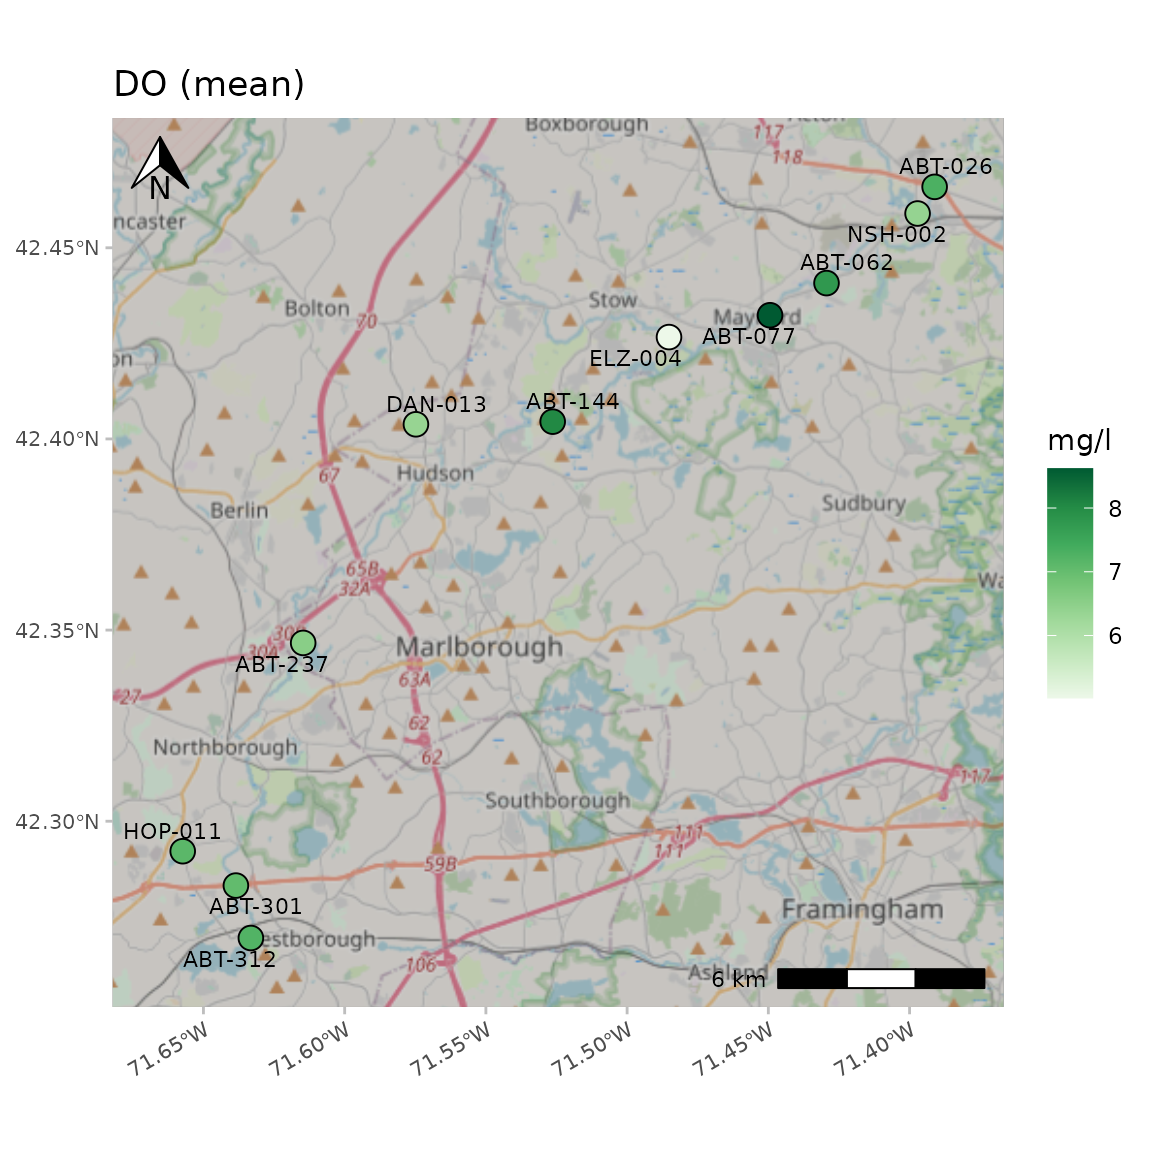 DO (mean)
Boxborough
117
118
ABT-026
N
ncaster
NSH-002
42.45°N
ABT-062
Stow
Bolton
70
Maynard
ABT-077
ELZ-004
on
DAN-013
ABT-144
42.40°N
67
Hudson
Berlin
Sudbury
65B
32A
Wa
42.35°N
30A
Marlborough
ABT-237
63A
27
62
Northborough
62
117
Southborough
42.30°N
HOP-011
111
111
59B
ABT-301
Framingham
estborough
ABT-312
106
Ashland
6 km
71.65°W
71.60°W
71.55°W
71.50°W
71.45°W
71.40°W
mg/l
8
7
6